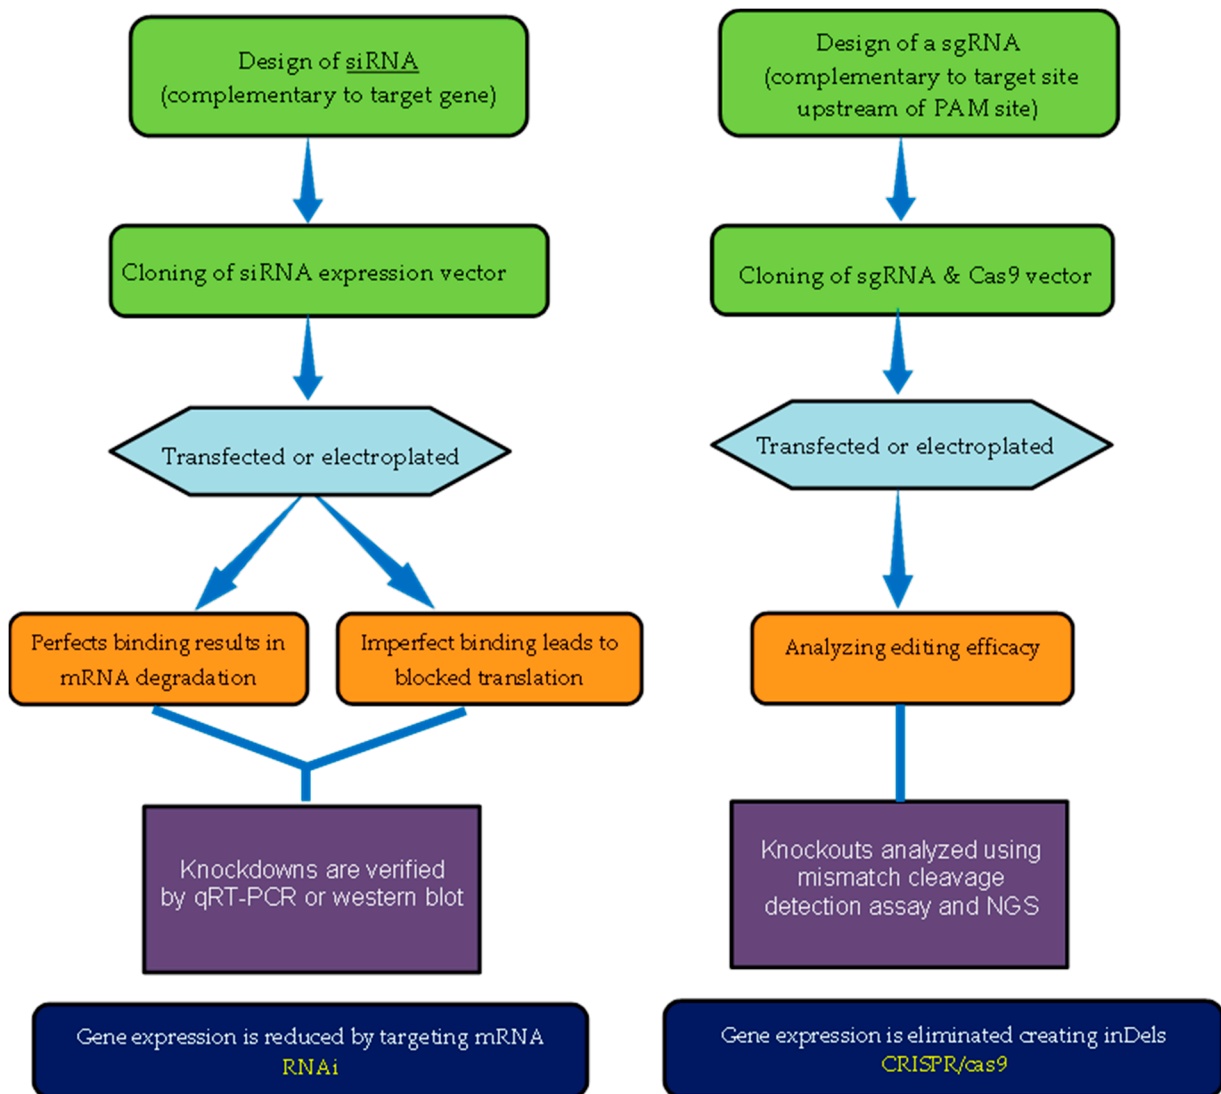 Design of siRNA
(complementary to target gene)
Cloning of siRNA expression vector
Transfected or electroplated
Perfects binding results in
mRNA degradation
Imperfect binding leads to
blocked translation
Knockdowns are verified
by qRT-PCR or western blot
Gene expression is reduced by targeting mRNA
RNAi
Design of a sgRNA
(complementary to target site
upstream of PAM site)
Cloning of sgRNA & Cas9 vector
Transfected or electroplated
Analyzing editing efficacy
Knockouts analyzed using
mismatch cleavage
detection assay and NGS
Gene expression is eliminated creating inDels
CRISPR/cas9